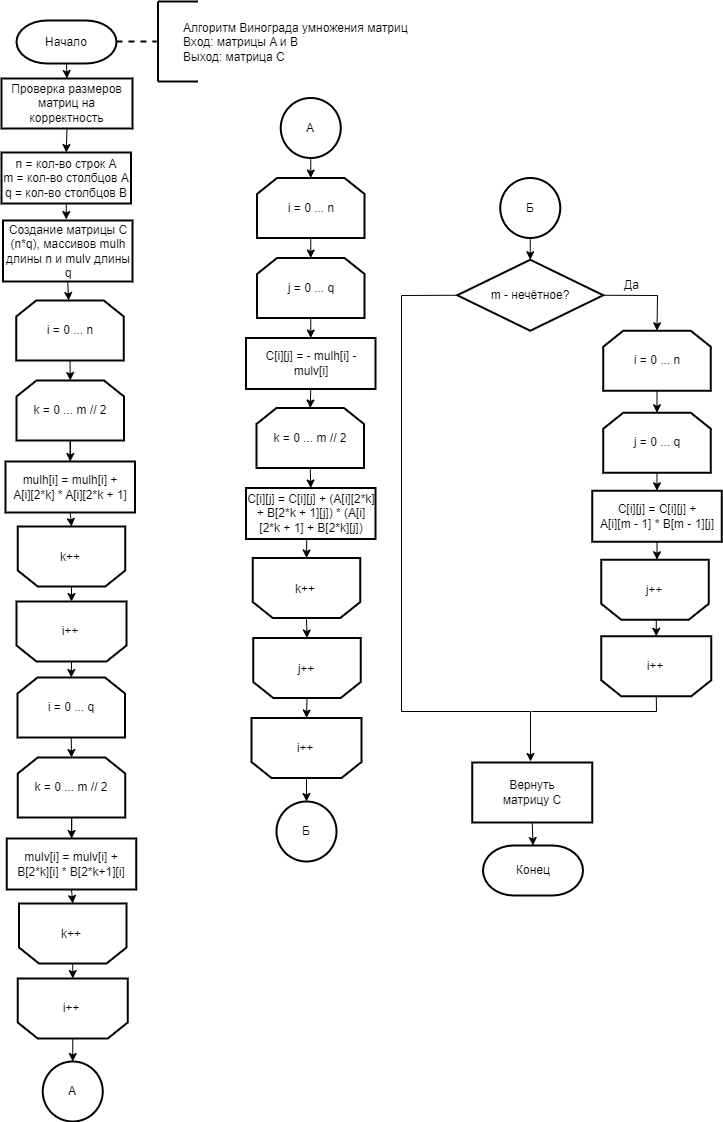 Начало
Алгоритм Винограда умножения матриц
Вход: матрицы A и B
Выход: матрица C
Проверка размеров
матриц на
корректность
n = кол-во строк A
m = кол-во столбцов A
q = кол-во столбцов B
Создание матрицы C
(n*q), массивов mulh
длины n и mulv длины
q
i = 0 ... n
k = 0 ... m // 2
mulh[i] = mulh[i] +
A[i][2*k] * A[i][2*k + 1]
k++
i++
i = 0 ... q
k = 0 ... m // 2
mulv[i] = mulv[i] +
B[2*k][i] * B[2*k+1][i]
k++
i++
А
А
i = 0 ... n
j = 0 ... q
C[i][j] = - mulh[i] -
mulv[i]
k = 0 ... m // 2
C[i][j] = C[i][j] + (A[i][2*k]
+ B[2*k + 1][j]) * (A[i]
[2*k + 1] + B[2*k][j])
k++
j++
i++
Б
Б
m - нечётное?
Да
i = 0 ... n
j = 0 ... q
C[i][j] = C[i][j] +
A[i][m - 1] * B[m - 1][j]
j++
i++
Вернуть
матрицу C
Конец